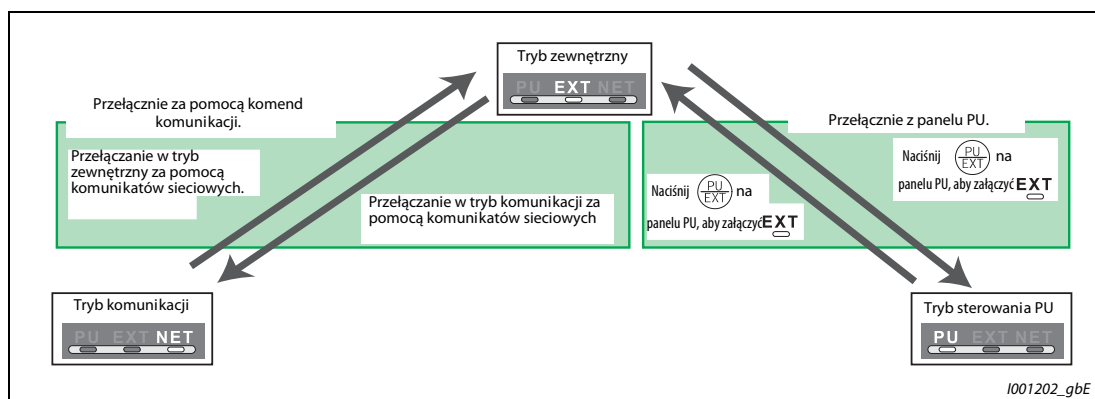 Tryb zewnętrzny
PU EXT NET
Przełącznie za pomocą komend
komunikacji.
Przełączanie w tryb
zewnętrzny za pomocą
komunikatów sieciowych.
Przełączanie w tryb komunikacji za
pomocą komunikatów sieciowych
Przełącznie z panelu PU.
Naciśnij PU/EXT na
panelu PU, aby załączyć EXT
Naciśnij PU/EXT na
panelu PU, aby załączyć EXT
Tryb komunikacji
PU EXT NET
Tryb sterowania PU
PU EXT NET
I001202_gbE